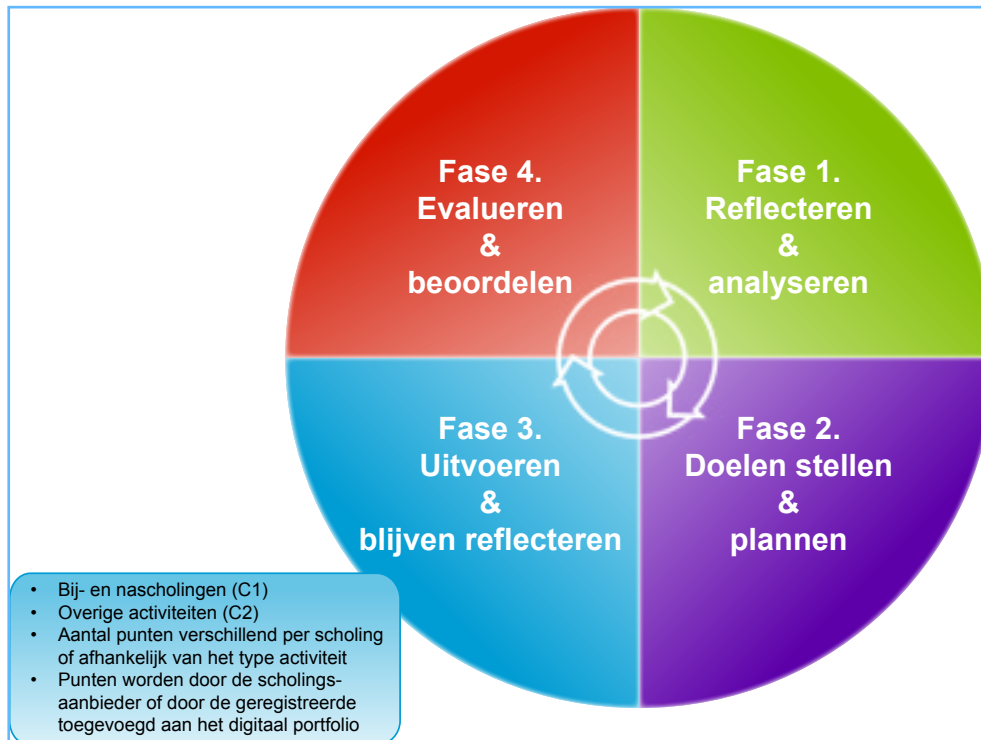 Fase 4.
Evalueren
&
beoordelen
Fase 1.
Reflecteren
&
analyseren
Fase 3.
Uitvoeren
&
blijven reflecteren
Fase 2.
Doelen stellen
&
plannen
• Bij- en nascholingen (C1)
• Overige activiteiten (C2)
• Aantal punten verschillend per scholing
of afhankelijk van het type activiteit
• Punten worden door de scholings-
aanbieder of door de geregistreerde
toegevoegd aan het digitaal portfolio